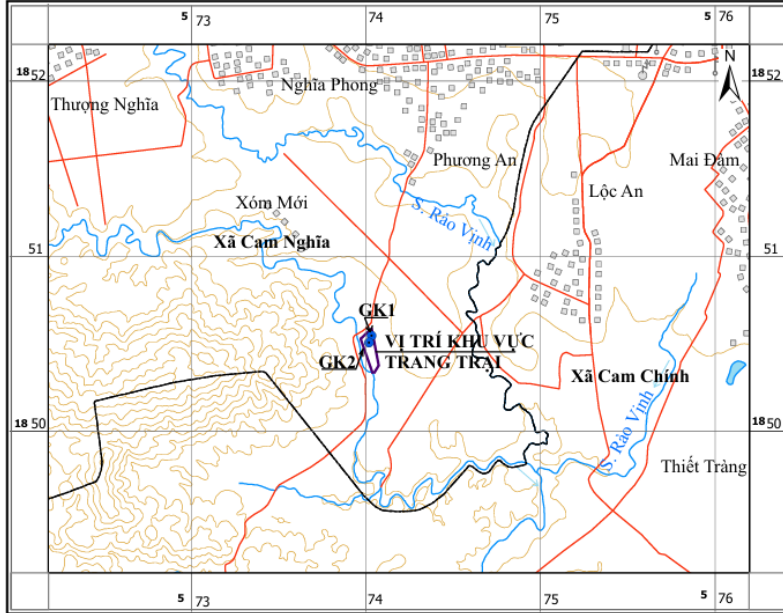 5 73 74 75 5 76
18 52 52
N
Nghĩa Phong
Thượng Nghĩa
Phương An
Mai Đàm
Lộc An
Xóm Mới
S. Rào Vịnh
Xã Cam Nghĩa
51 51
GK1
VỊ TRÍ KHU VỰC
GK2 TRANG TRẠI
Xã Cam Chính
S. Rào Vịnh
18 50 18 50
Thiết Tràng
5 73 74 75 5 76